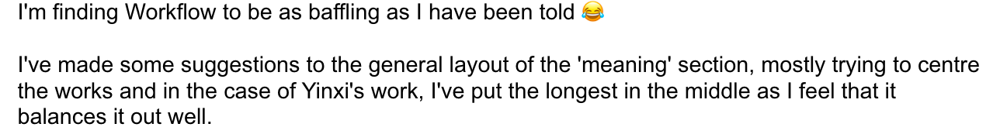 I'm finding Workflow to be as baffling as I have been told 😂
I've made some suggestions to the general layout of the 'meaning' section, mostly trying to centre
the works and in the case of Yinxi's work, I've put the longest in the middle as I feel that it
balances it out well.